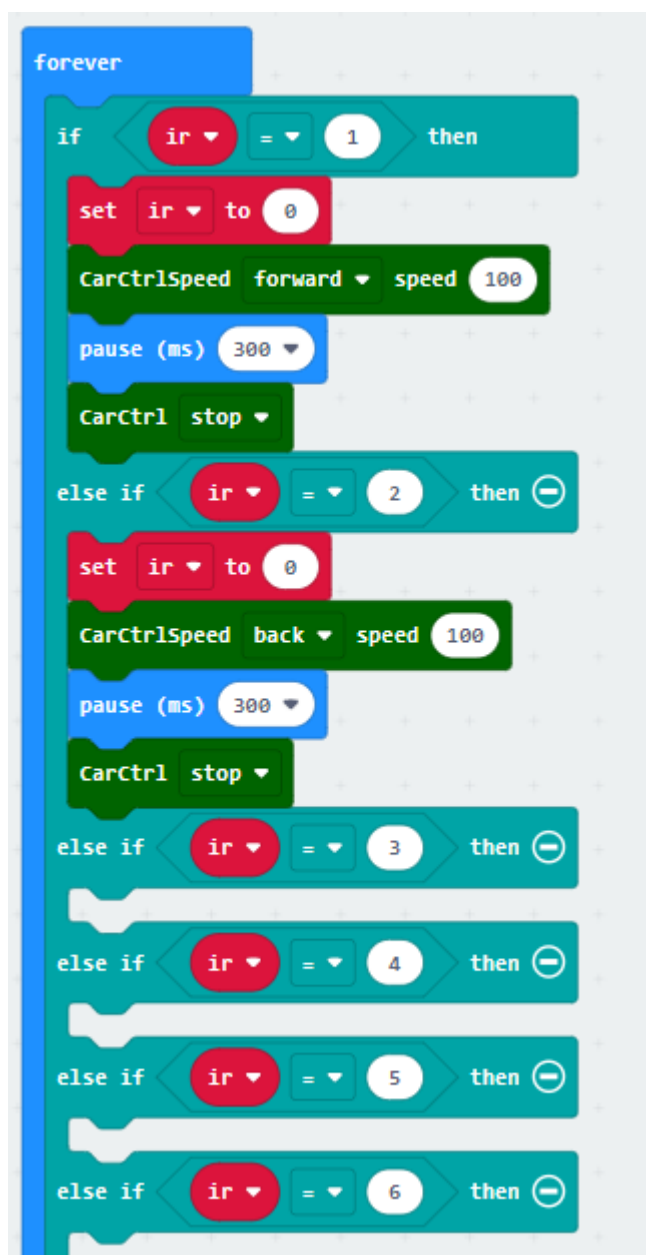 forever
if ir = 1 then
set ir to 0
CarCtrlSpeed forward speed 100
pause (ms) 300
CarCtrl stop
else if ir = 2 then
set ir to 0
CarCtrlSpeed back speed 100
pause (ms) 300
CarCtrl stop
else if ir = 3 then
else if ir = 4 then
else if ir = 5 then
else if ir = 6 then